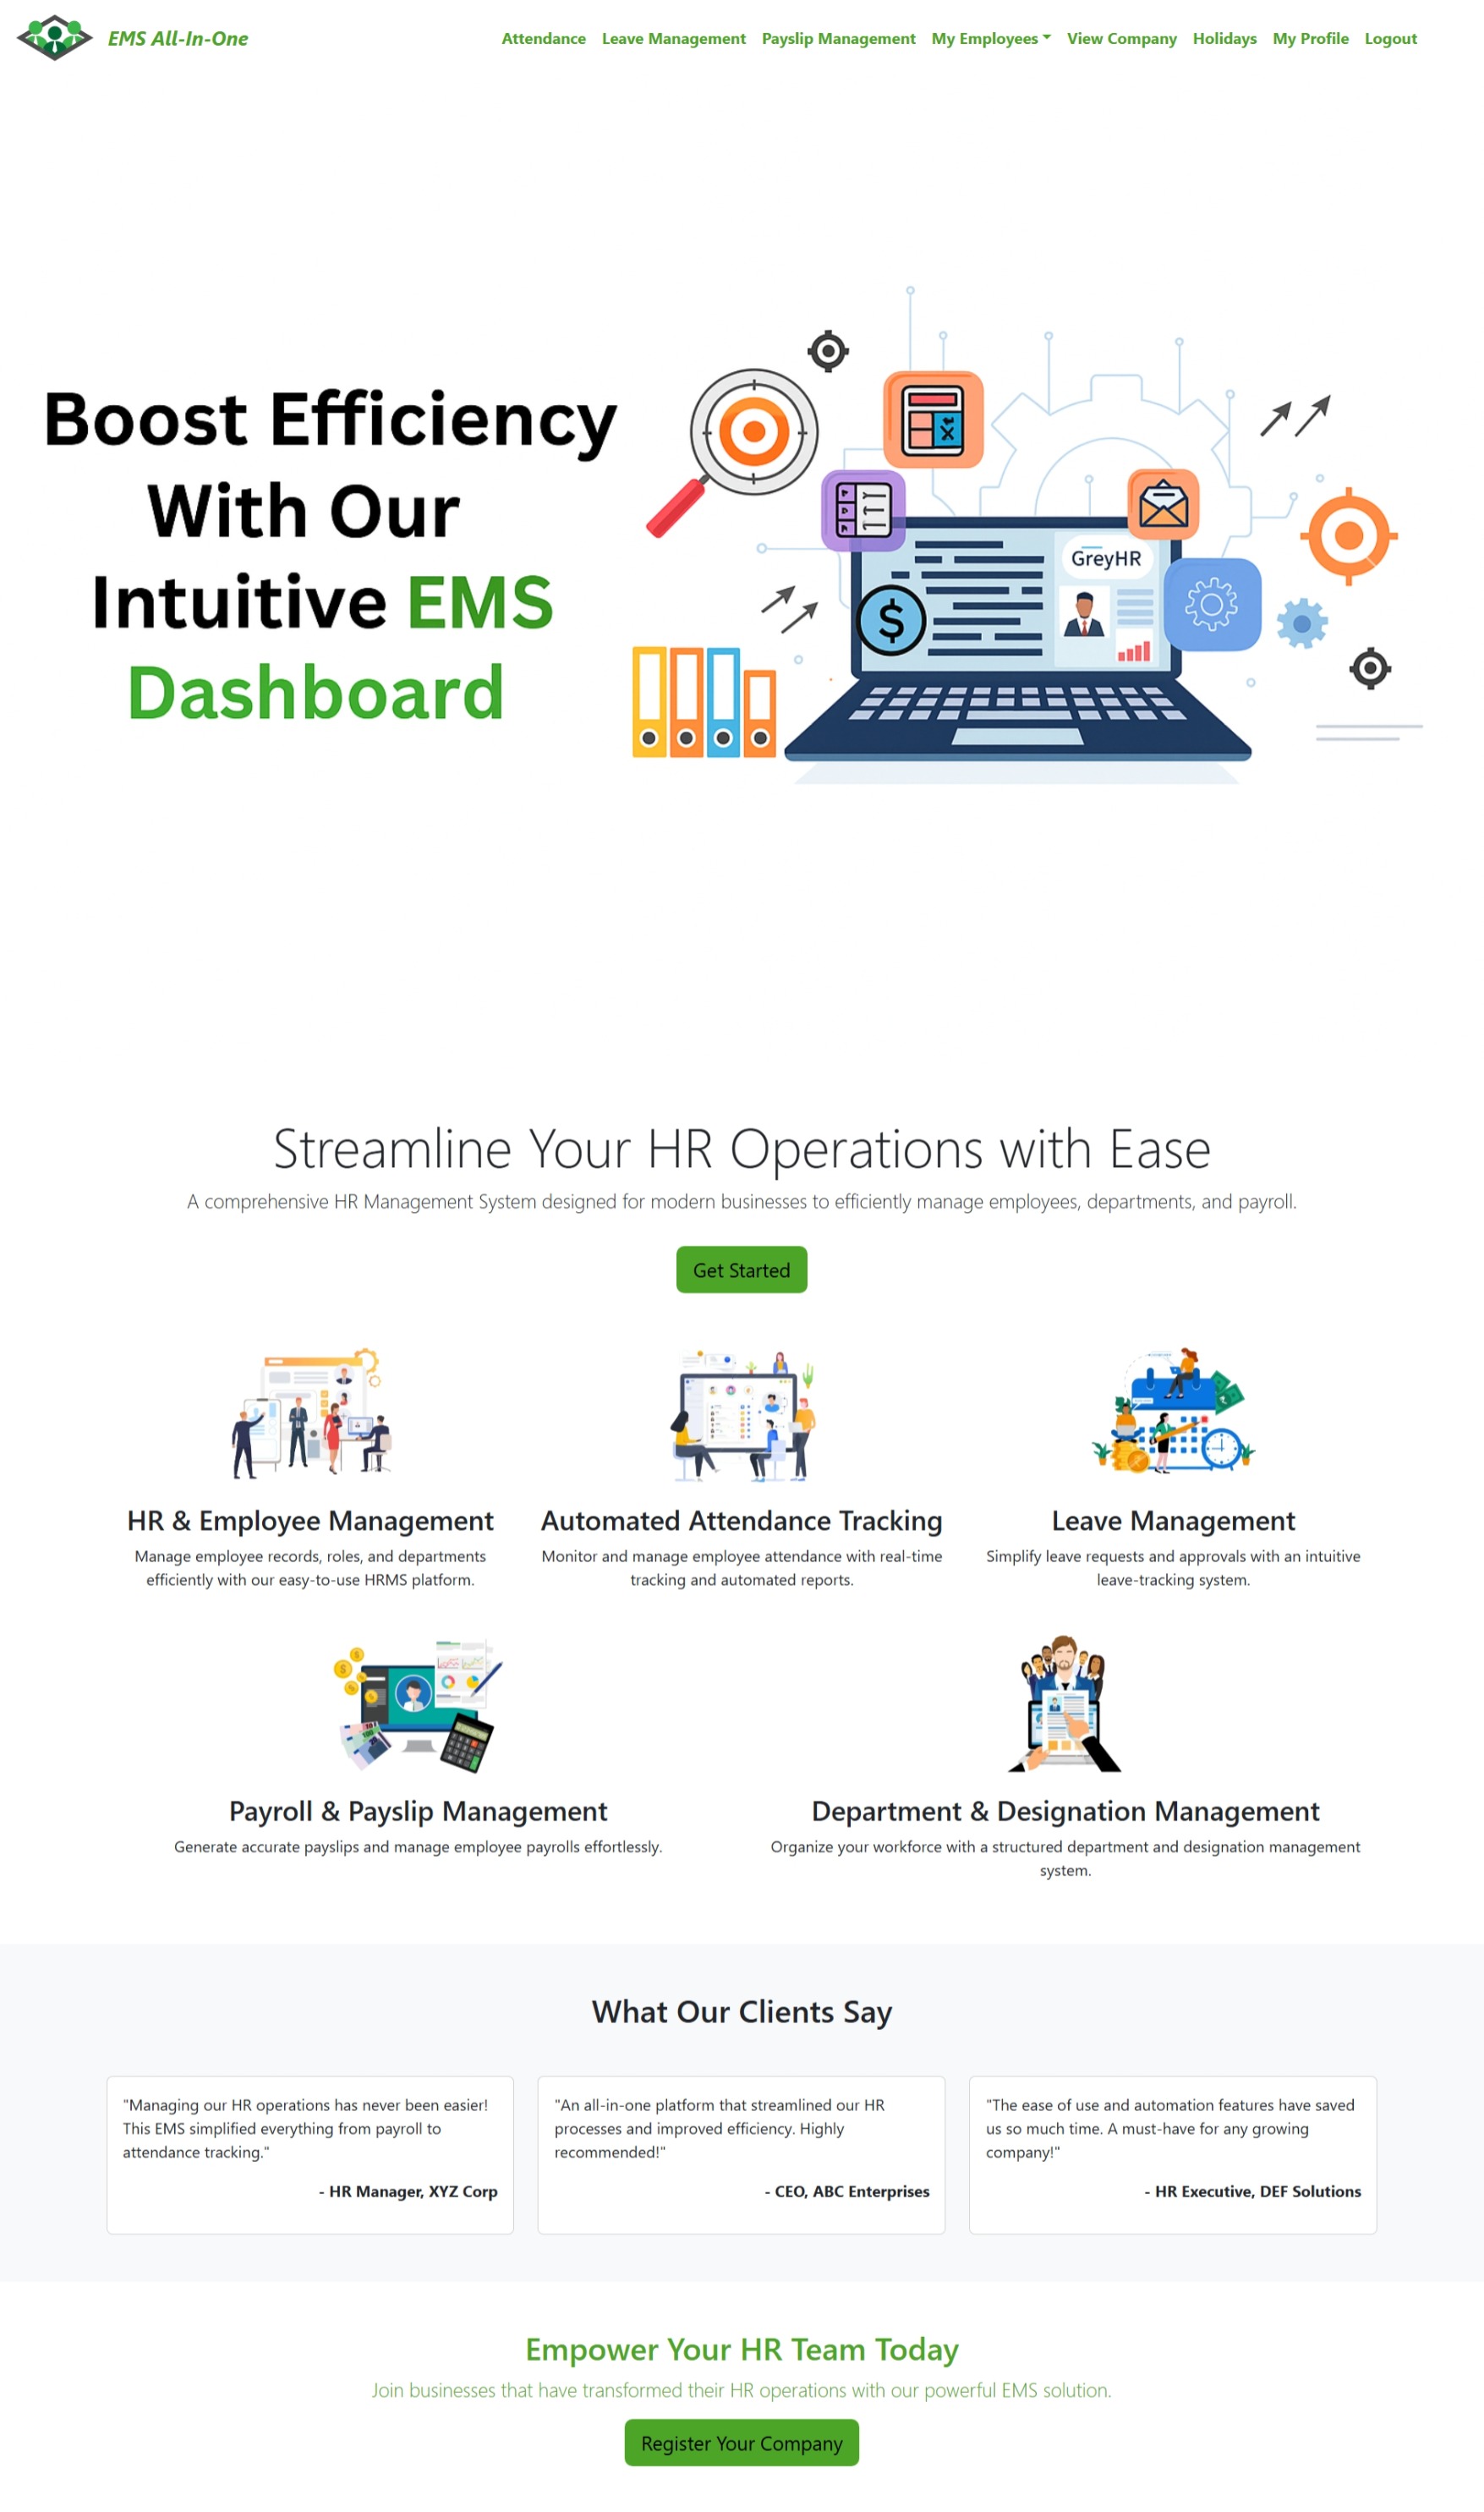 EMS All-In-One
Attendance Leave Management Payslip Management My Employees View Company Holidays My Profile Logout
Boost Efficiency
With Our
Intuitive EMS
Dashboard
GreyHR
Streamline Your HR Operations with Ease
A comprehensive HR Management System designed for modern businesses to efficiently manage employees, departments, and payroll.
Get Started
HR & Employee Management
Manage employee records, roles, and departments
efficiently with our easy-to-use HRMS platform.
Automated Attendance Tracking
Monitor and manage employee attendance with real-time
tracking and automated reports.
Leave Management
Simplify leave requests and approvals with an intuitive
leave-tracking system.
Payroll & Payslip Management
Generate accurate payslips and manage employee payrolls effortlessly.
Department & Designation Management
Organize your workforce with a structured department and designation management
system.
What Our Clients Say
"Managing our HR operations has never been easier!
This EMS simplified everything from payroll to
attendance tracking."
- HR Manager, XYZ Corp
"An all-in-one platform that streamlined our HR
processes and improved efficiency. Highly
recommended!"
- CEO, ABC Enterprises
"The ease of use and automation features have saved
us so much time. A must-have for any growing
company!"
- HR Executive, DEF Solutions
Empower Your HR Team Today
Join businesses that have transformed their HR operations with our powerful EMS solution.
Register Your Company